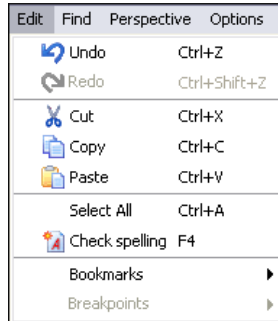 Edit Find Perspective Options
Undo Ctrl+Z
Redo Ctrl+Shift+Z
Cut Ctrl+X
Copy Ctrl+C
Paste Ctrl+V
Select All Ctrl+A
Check spelling F4
Bookmarks
Breakpoints